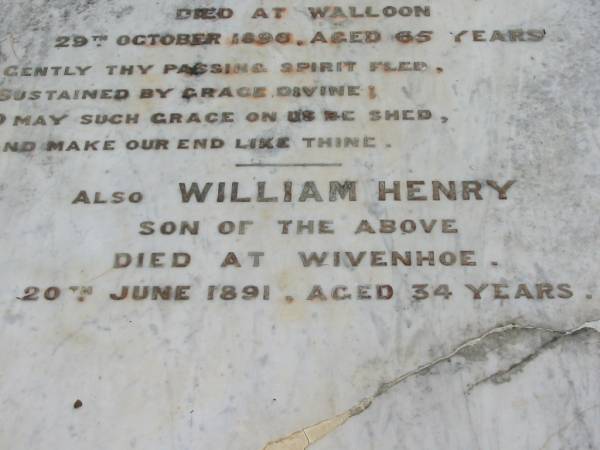 DIED AT WALLOON
29TH OCTOBER 1890, AGED 65 YEARS
GENTLY THY PASSING SPIRIT FLED,
SUSTAINED BY GRACE DIVINE;
O MAY SUCH GRACE ON US BE SHED,
AND MAKE OUR END LIKE THINE.
ALSO WILLIAM HENRY
SON OF THE ABOVE
DIED AT WIVENHOE.
20TH JUNE 1891, AGED 34 YEARS.